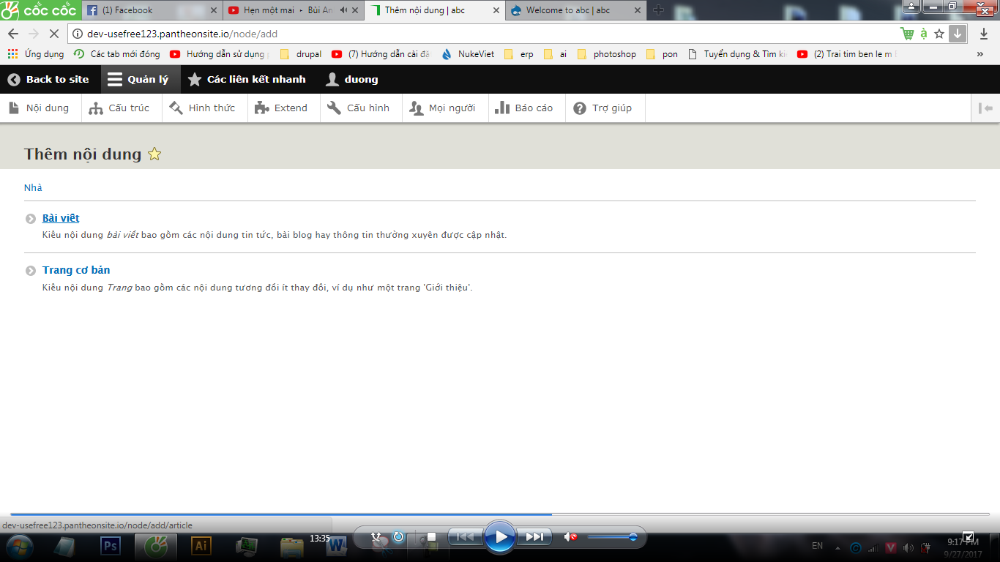 CỐC CỐC
(1) Facebook
Hẹn một mai - Bùi An
Thêm nội dung | abc
Welcome to abc | abc
dev-usefree123.pantheonsite.io/node/add
Ứng dụng
Các tab mới đóng
Hướng dẫn sử dụng
drupal
(7) Hướng dẫn cài đặ
NukeViet
erp
ai
photoshop
pon
Tuyển dụng & Tìm ki
(2) Trai tim ben le m
»
Back to site
Quản lý
Các liên kết nhanh
duong
Nội dung
Cấu trúc
Hình thức
Extend
Cấu hình
Mọi người
Báo cáo
Trợ giúp
Thêm nội dung
Nhà
Bài viết
Kiểu nội dung bài viết bao gồm các nội dung tin tức, bài blog hay thông tin thường xuyên được cập nhật.
Trang cơ bản
Kiểu nội dung Trang bao gồm các nội dung tương đối ít thay đổi, ví dụ như một trang 'Giới thiệu'.
dev-usefree123.pantheonsite.io/node/add/article
Ps
Ai
13:35
W
EN
V
9:17 PM
9/27/2017